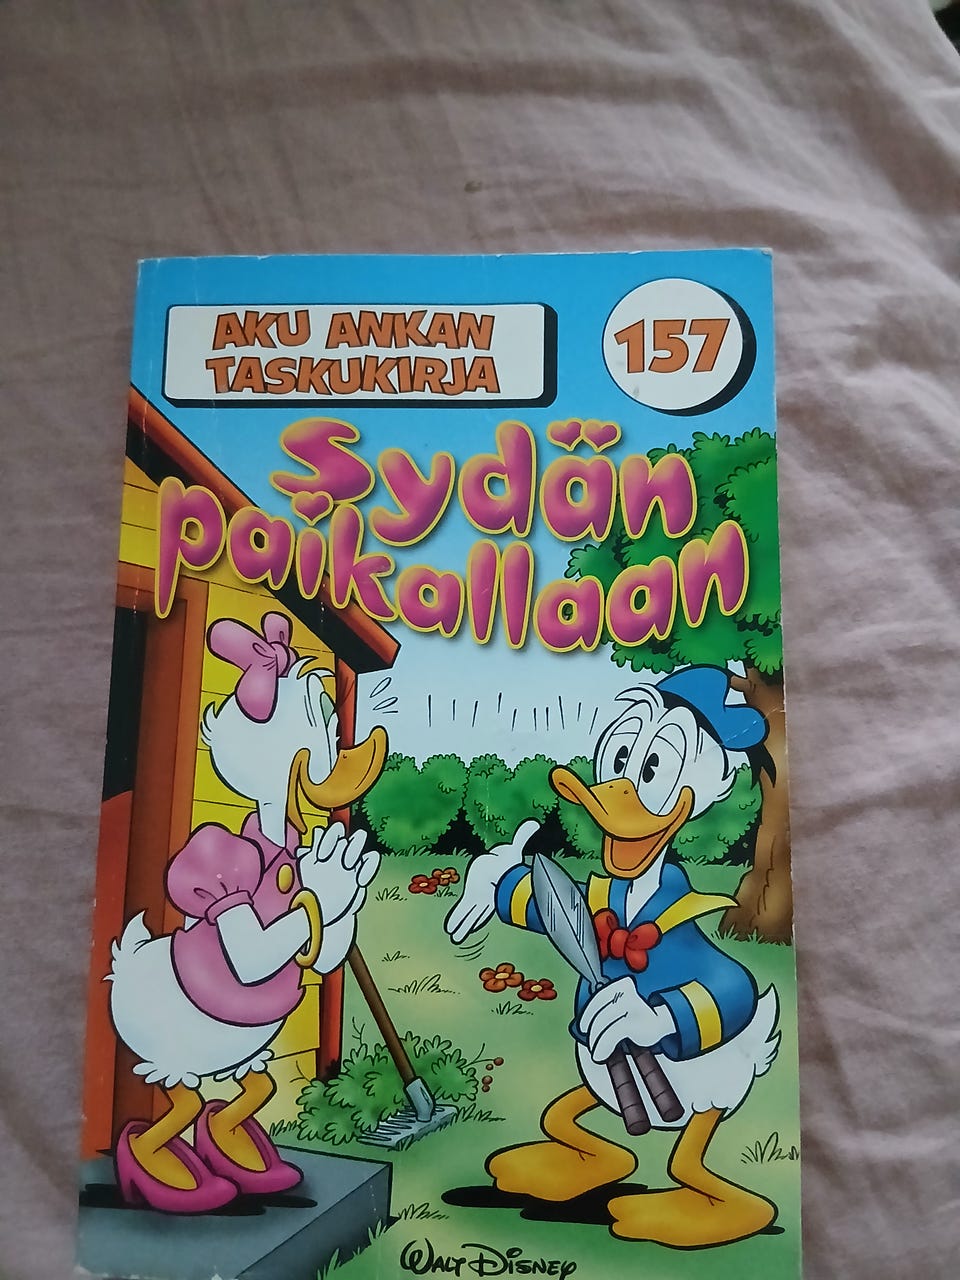 AKU ANKAN
TASKUKIRJA
157
Sydän
paikallaan
WALT DISNEY